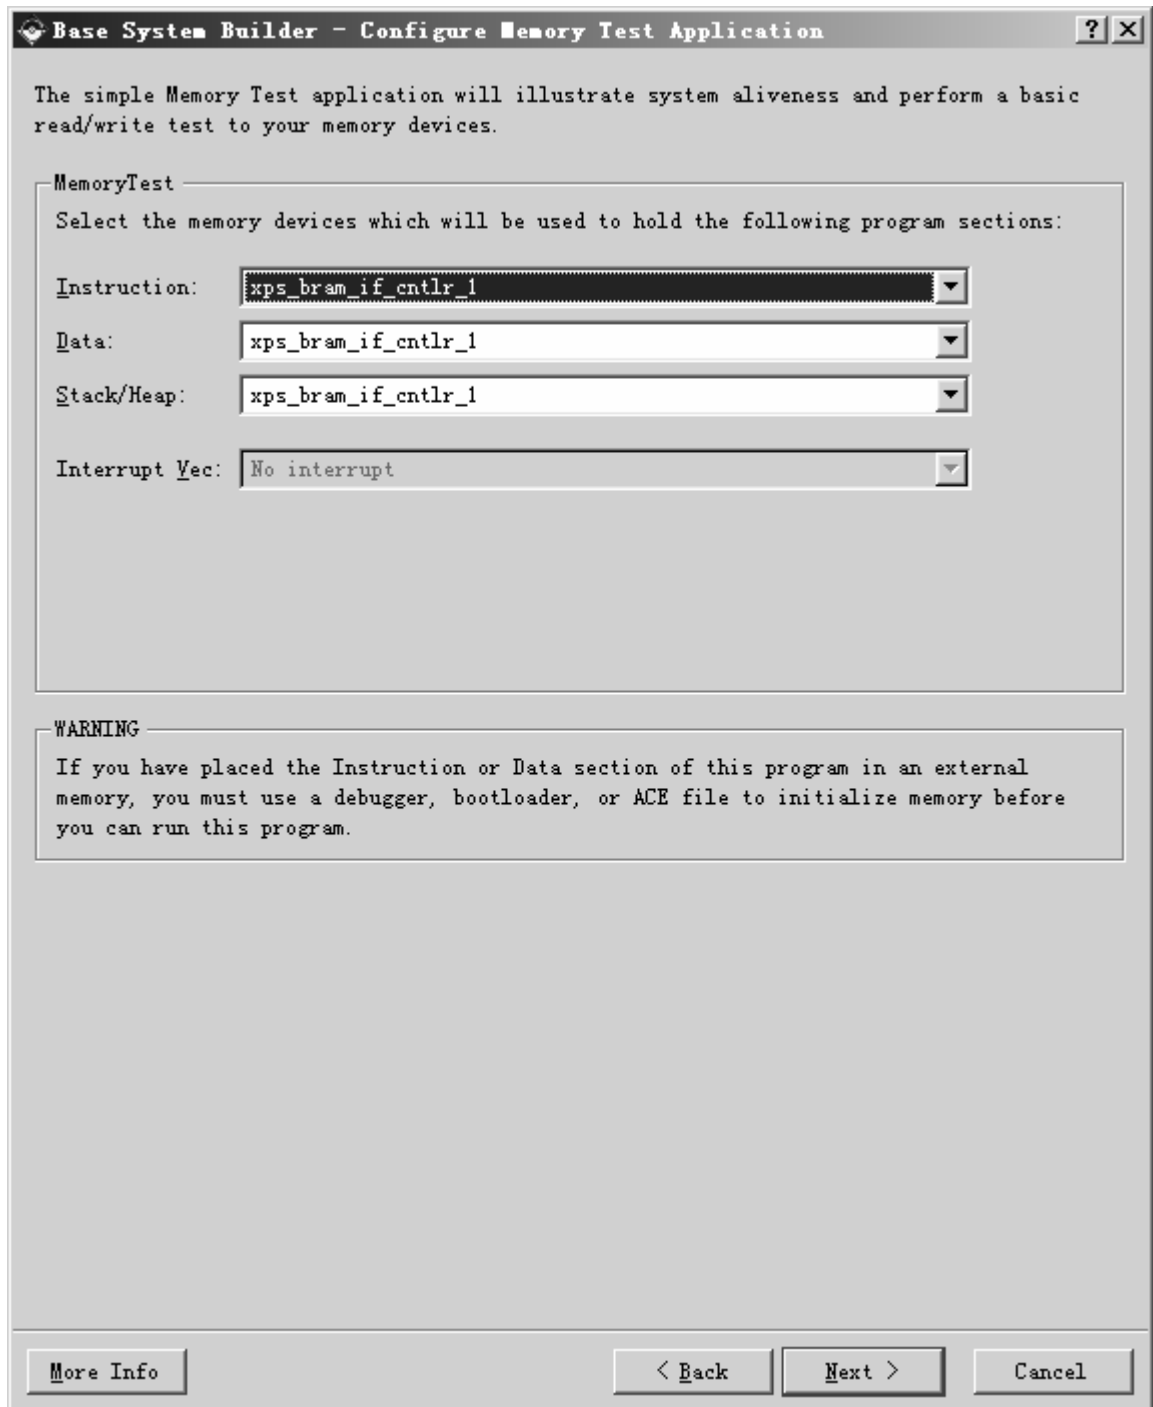 Base System Builder - Configure Memory Test Application
The simple Memory Test application will illustrate system aliveness and perform a basic
read/write test to your memory devices.
MemoryTest
Select the memory devices which will be used to hold the following program sections:
Instruction: xps_bram_if_cntlr_1
Data: xps_bram_if_cntlr_1
Stack/Heap: xps_bram_if_cntlr_1
Interrupt Vec: No interrupt
WARNING
If you have placed the Instruction or Data section of this program in an external
memory, you must use a debugger, bootloader, or ACE file to initialize memory before
you can run this program.
More Info < Back Next > Cancel